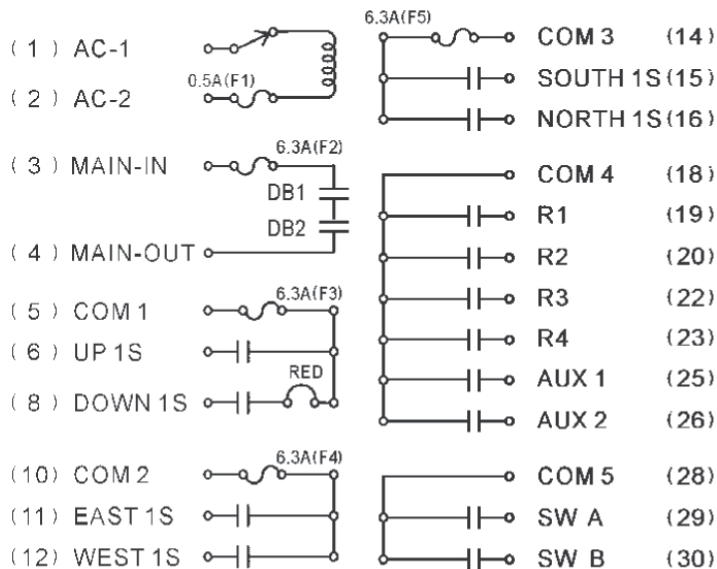 ( 1 ) AC-1
0.5A(F1)
( 2 ) AC-2
6.3A(F2)
( 3 ) MAIN-IN
DB1
DB2
( 4 ) MAIN-OUT
6.3A(F3)
( 5 ) COM 1
( 6 ) UP 1S
RED
( 8 ) DOWN 1S
6.3A(F4)
(10) COM 2
(11) EAST 1S
(12) WEST 1S
6.3A(F5)
COM 3 (14)
SOUTH 1S (15)
NORTH 1S (16)
COM 4 (18)
R1 (19)
R2 (20)
R3 (22)
R4 (23)
AUX 1 (25)
AUX 2 (26)
COM 5 (28)
SW A (29)
SW B (30)